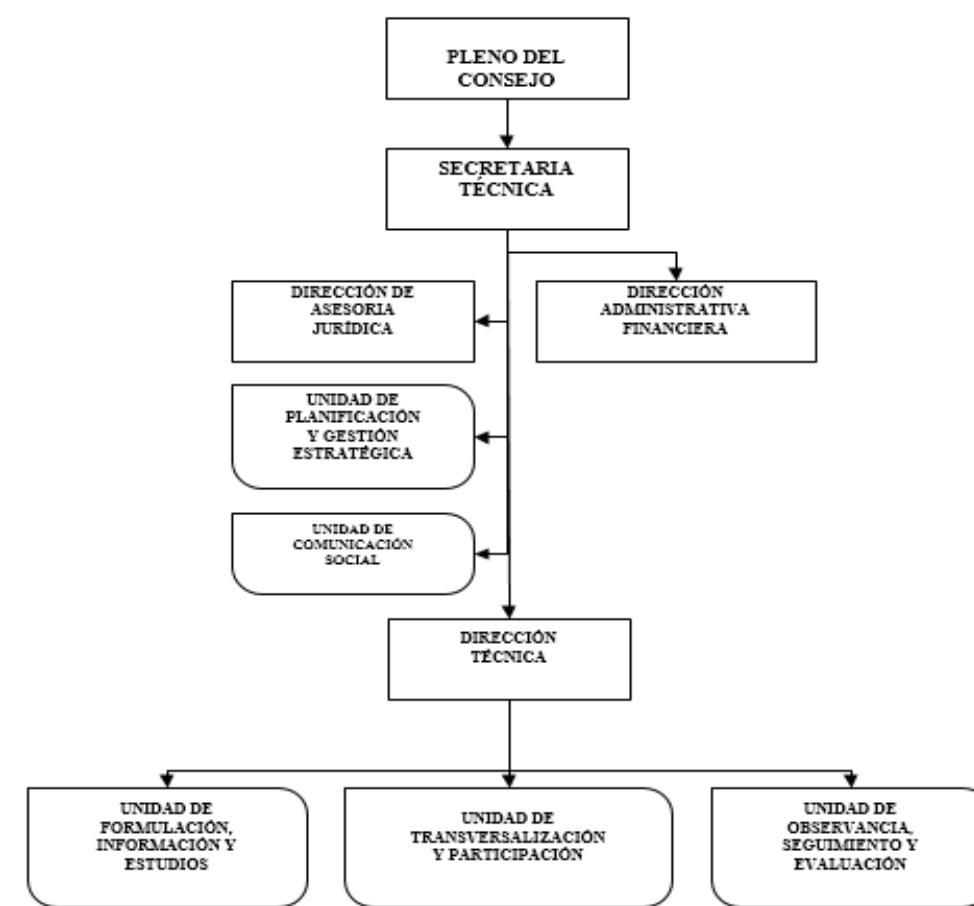 PLENO DEL
CONSEJO
SECRETARIA
TÉCNICA
DIRECCIÓN DE
ASESORIA
JURÍDICA
DIRECCIÓN
ADMINISTRATIVA
FINANCIERA
UNIDAD DE
PLANIFICACIÓN
Y GESTIÓN
ESTRATÉGICA
UNIDAD DE
COMUNICACIÓN
SOCIAL
DIRECCIÓN
TÉCNICA
UNIDAD DE
FORMULACIÓN,
INFORMACIÓN Y
ESTUDIOS
UNIDAD DE
TRANSVERSALIZACIÓN
Y PARTICIPACIÓN
UNIDAD DE
OBSERVANCIA,
SEGUIMIENTO Y
EVALUACIÓN